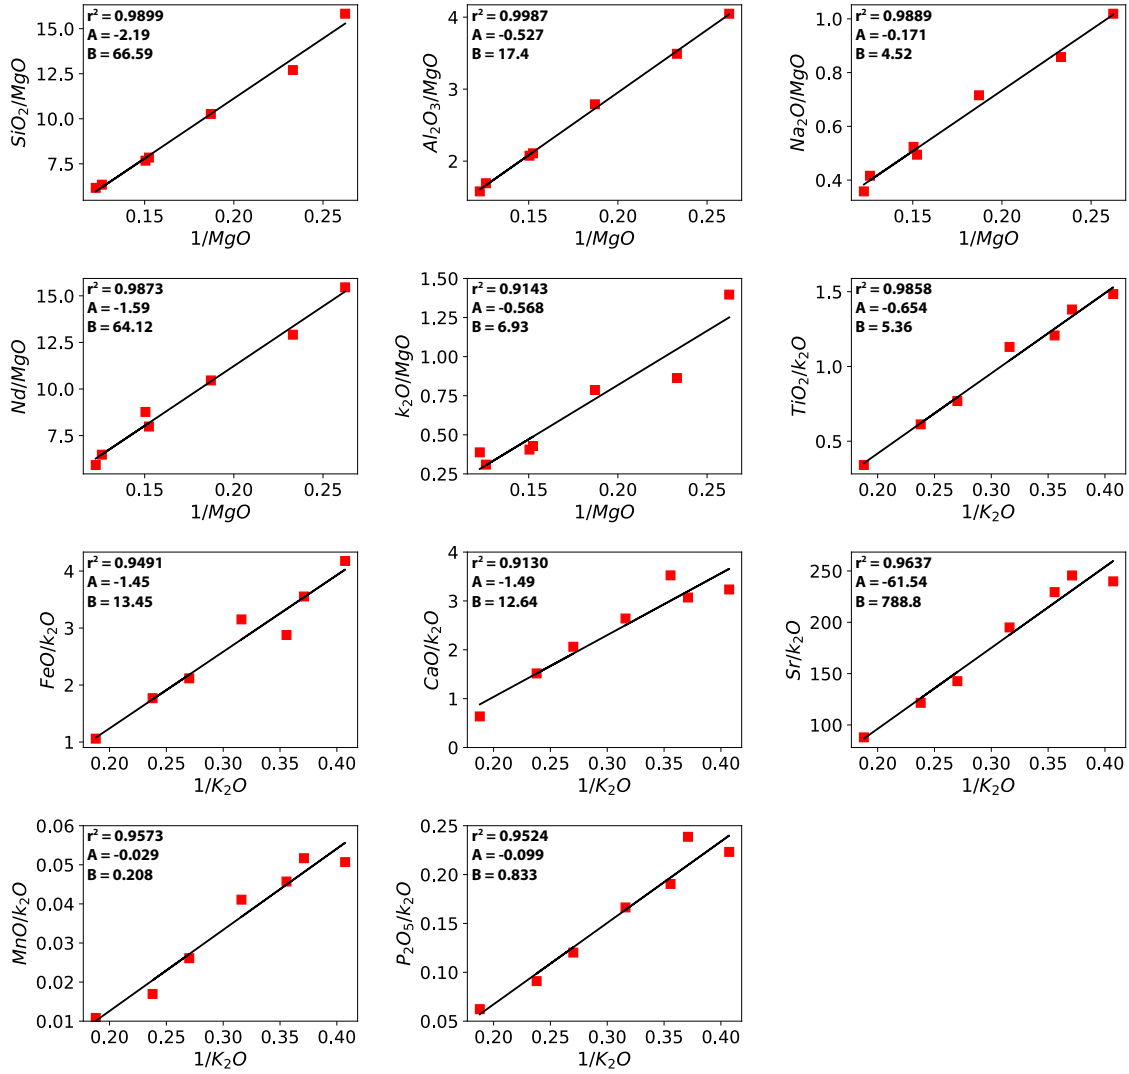 r² = 0.9899
A = -2.19
B = 66.59
SiO₂/MgO
15.0
12.5
10.0
7.5
0.15 0.20 0.25
1/MgO
r² = 0.9987
A = -0.527
B = 17.4
Al₂O₃/MgO
4
3
2
0.15 0.20 0.25
1/MgO
r² = 0.9889
A = -0.171
B = 4.52
Na₂O/MgO
1.0
0.8
0.6
0.4
0.15 0.20 0.25
1/MgO
r² = 0.9873
A = -1.59
B = 64.12
Nd/MgO
15.0
12.5
10.0
7.5
0.15 0.20 0.25
1/MgO
r² = 0.9143
A = -0.568
B = 6.93
k₂O/MgO
1.50
1.25
1.00
0.75
0.50
0.25
0.15 0.20 0.25
1/MgO
r² = 0.9858
A = -0.654
B = 5.36
TiO₂/k₂O
1.5
1.0
0.5
0.20 0.25 0.30 0.35 0.40
1/K₂O
r² = 0.9491
A = -1.45
B = 13.45
FeO/k₂O
4
3
2
1
0.20 0.25 0.30 0.35 0.40
1/K₂O
r² = 0.9130
A = -1.49
B = 12.64
CaO/k₂O
4
3
2
1
0
0.20 0.25 0.30 0.35 0.40
1/K₂O
r² = 0.9637
A = -61.54
B = 788.8
Sr/k₂O
250
200
150
100
0.20 0.25 0.30 0.35 0.40
1/K₂O
r² = 0.9573
A = -0.029
B = 0.208
MnO/k₂O
0.06
0.05
0.04
0.03
0.02
0.01
0.20 0.25 0.30 0.35 0.40
1/K₂O
r² = 0.9524
A = -0.099
B = 0.833
P₂O₅/k₂O
0.25
0.20
0.15
0.10
0.05
0.20 0.25 0.30 0.35 0.40
1/K₂O